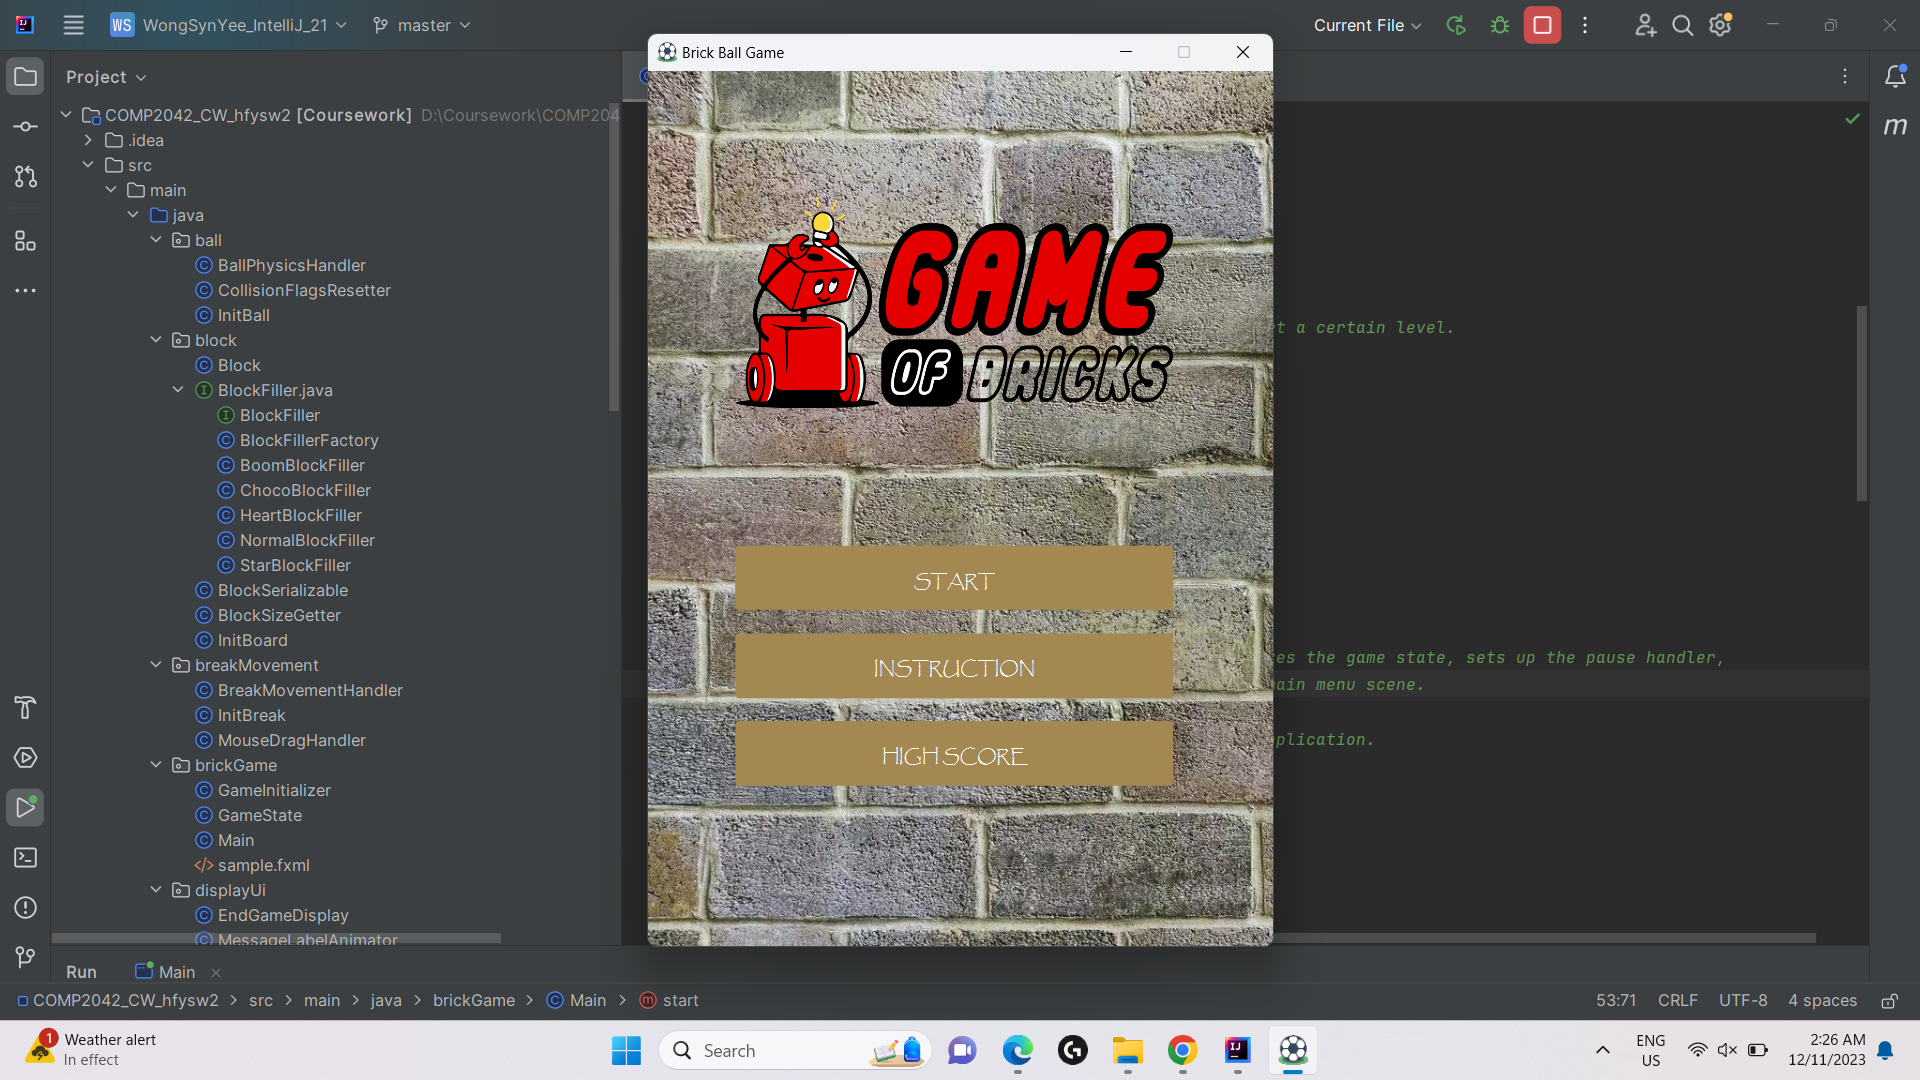 WS WongSynYee_IntelliJ_21 master Current File
Project
COMP2042_CW_hfysw2 [Coursework] D:\Coursework\COMP204
.idea
src
main
java
ball
BallPhysicsHandler
CollisionFlagsResetter
InitBall
block
Block
BlockFiller.java
BlockFiller
BlockFillerFactory
BoomBlockFiller
ChocoBlockFiller
HeartBlockFiller
NormalBlockFiller
StarBlockFiller
BlockSerializable
BlockSizeGetter
InitBoard
breakMovement
BreakMovementHandler
InitBreak
MouseDragHandler
brickGame
GameInitializer
GameState
Main
sample.fxml
displayUi
EndGameDisplay
MessageLabelAnimator
Brick Ball Game
GAME
OF BRICKS
START
INSTRUCTION
HIGH SCORE
t a certain level.
es the game state, sets up the pause handler,
ain menu scene.
plication.
Run Main
COMP2042_CW_hfysw2 > src > main > java > brickGame > Main > start
53:71 CRLF UTF-8 4 spaces
1 Weather alert
In effect
Search
ENG
US
2:26 AM
12/11/2023